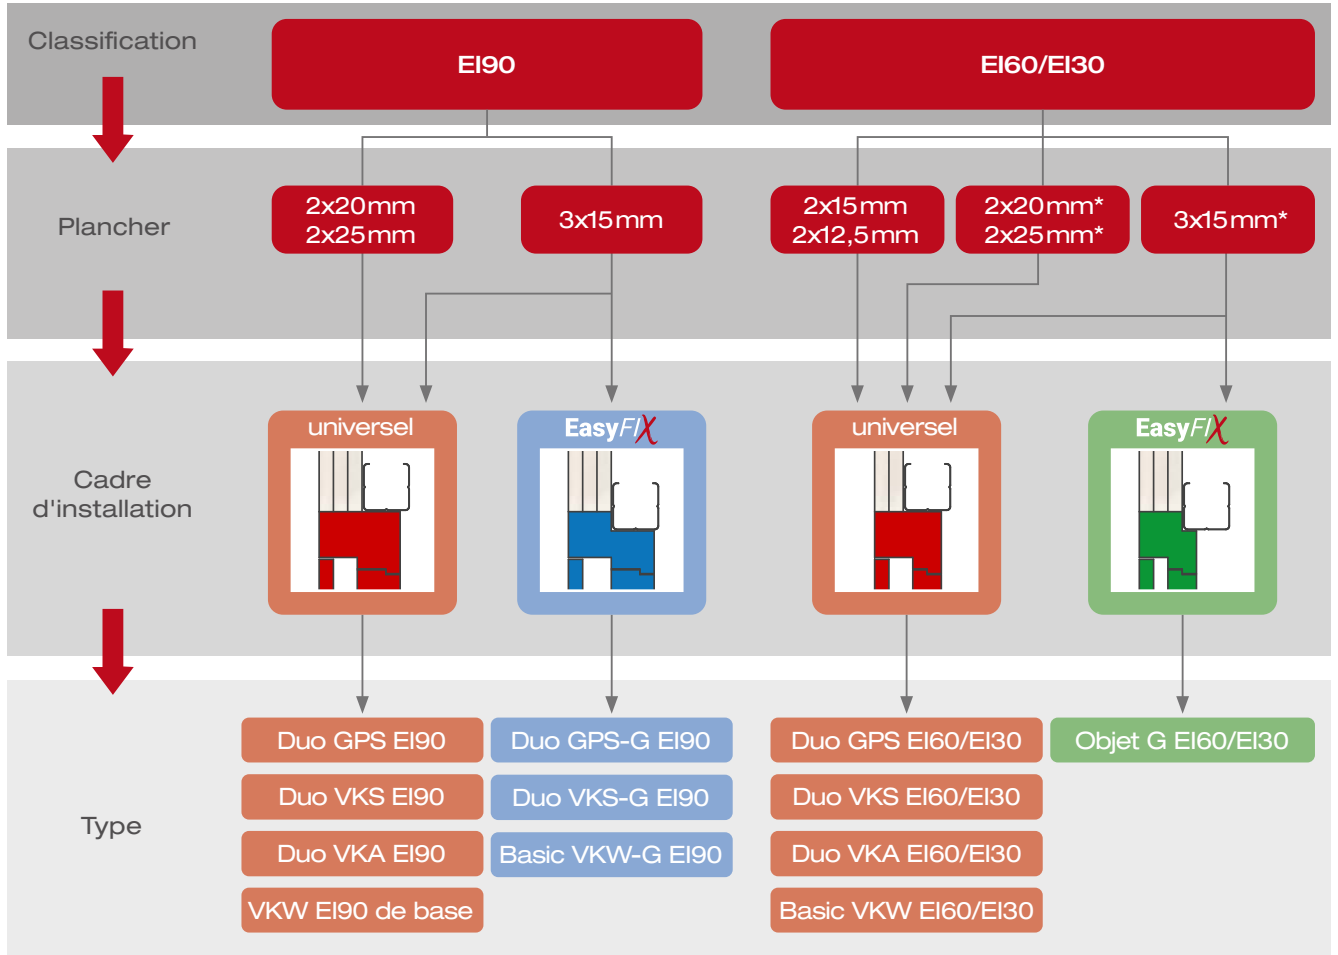 Classification
EI90
EI60/EI30
Plancher
2x20mm
2x25mm
3x15mm
2x15mm
2x12,5mm
2x20mm*
2x25mm*
3x15mm*
Cadre
d'installation
universel
EasyFIX
universel
EasyFIX
Type
Duo GPS EI90
Duo GPS-G EI90
Duo GPS EI60/EI30
Objet G EI60/EI30
Duo VKS EI90
Duo VKS-G EI90
Duo VKS EI60/EI30
Duo VKA EI90
Basic VKW-G EI90
Duo VKA EI60/EI30
VKW EI90 de base
Basic VKW EI60/EI30